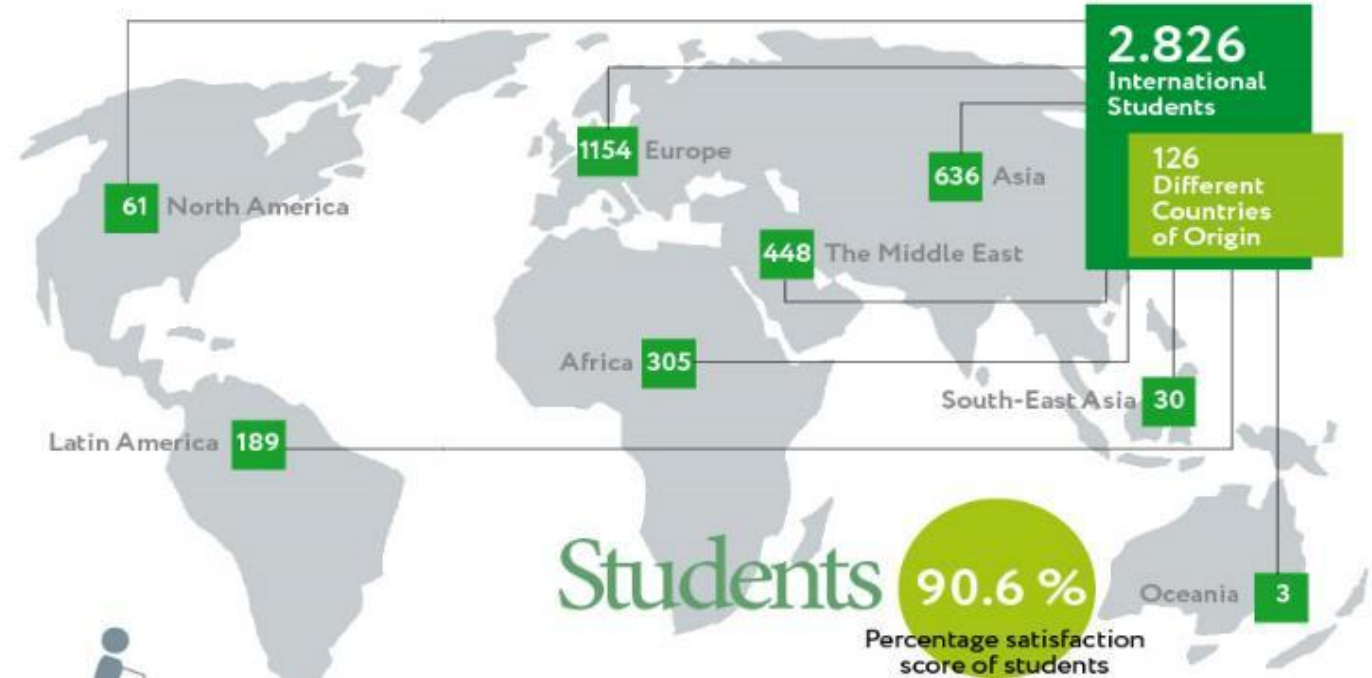 2.826
International
Students
126
Different
Countries
of Origin
1154 Europe
636 Asia
61 North America
448 The Middle East
Africa 305
South-East Asia 30
Latin America 189
Students
90.6 %
Percentage satisfaction
score of students
Oceania 3